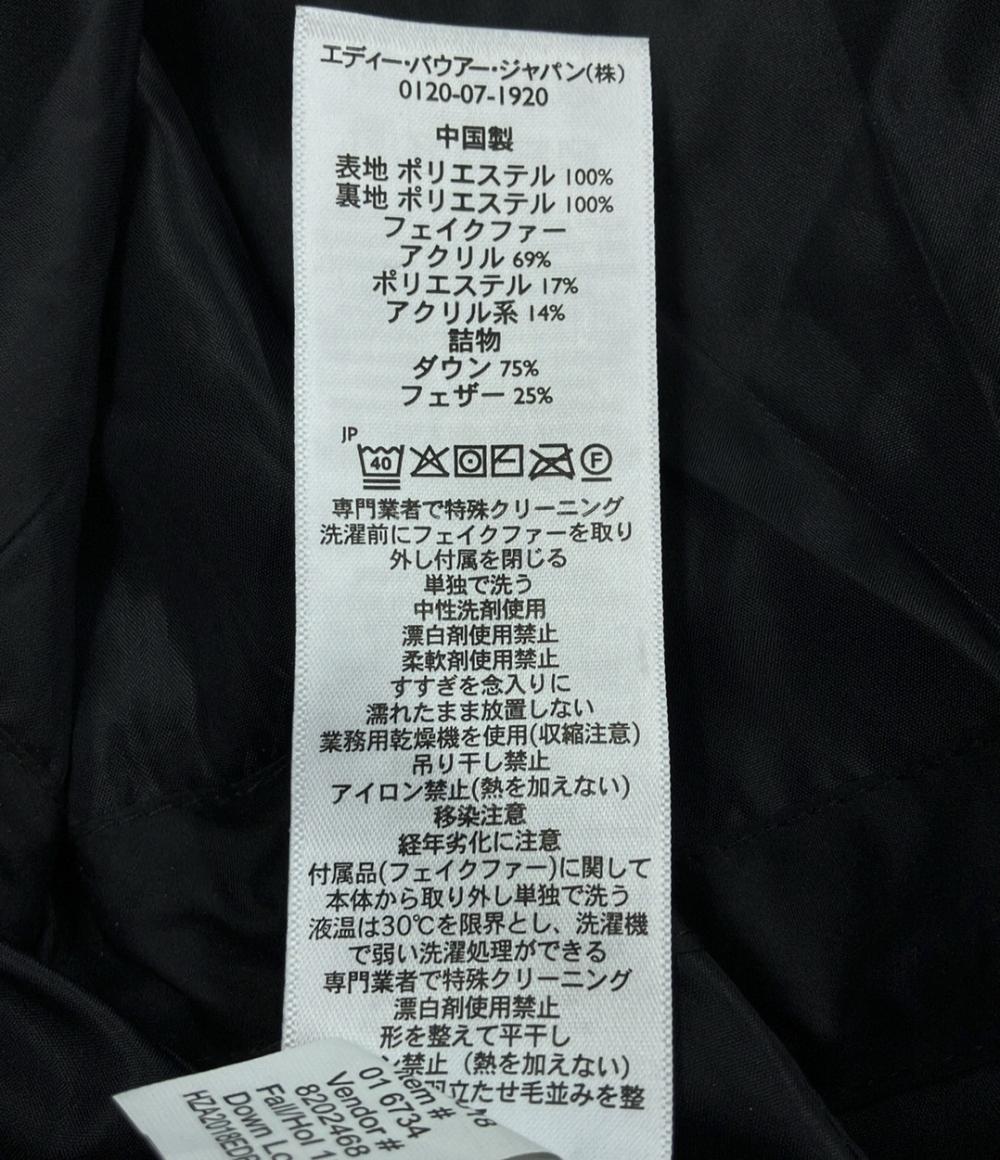 エディー・バウアー・ジャパン(株)
0120-07-1920
中国製
表地 ポリエステル 100%
裏地 ポリエステル 100%
フェイクファー
アクリル 69%
ポリエステル 17%
アクリル系 14%
詰物
ダウン 75%
フェザー 25%
JP
40
F
専門業者で特殊クリーニング
洗濯前にフェイクファーを取り
外し付属を閉じる
単独で洗う
中性洗剤使用
漂白剤使用禁止
柔軟剤使用禁止
すすぎを念入りに
濡れたまま放置しない
業務用乾燥機を使用(収縮注意)
吊り干し禁止
アイロン禁止(熱を加えない)
移染注意
経年劣化に注意
付属品(フェイクファー)に関して
本体から取り外し単独で洗う
液温は30℃を限界とし、洗濯機
で弱い洗濯処理ができる
専門業者で特殊クリーニング
漂白剤使用禁止
形を整えて平干し
ン禁止（熱を加えない)
立たせ毛並みを整
Item #
01 6734
Vendor #
8202468
Fall/Hol 1
Down Lo